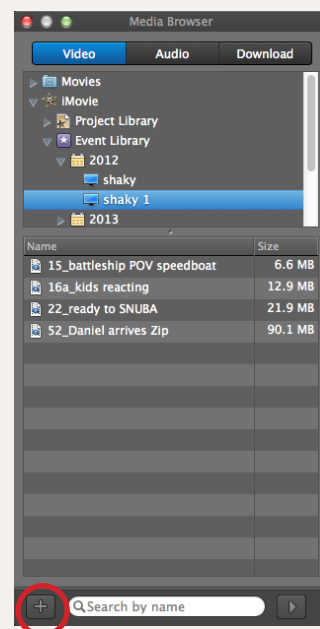 Media Browser
Video Audio Download
Movies
iMovie
Project Library
Event Library
2012
shaky
shaky 1
2013
Name Size
15_battleship POV speedboat 6.6 MB
16a_kids reacting 12.9 MB
22_ready to SNUBA 21.9 MB
52_Daniel arrives Zip 90.1 MB
Search by name